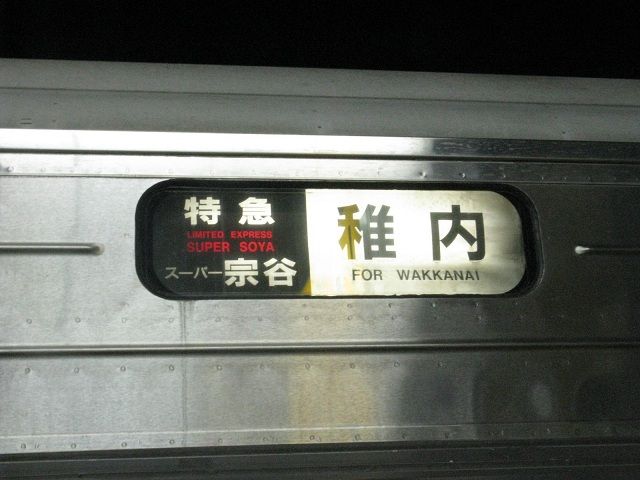 特急
LIMITED EXPRESS
SUPER SOYA
スーパー宗谷
稚内
FOR WAKKANAI